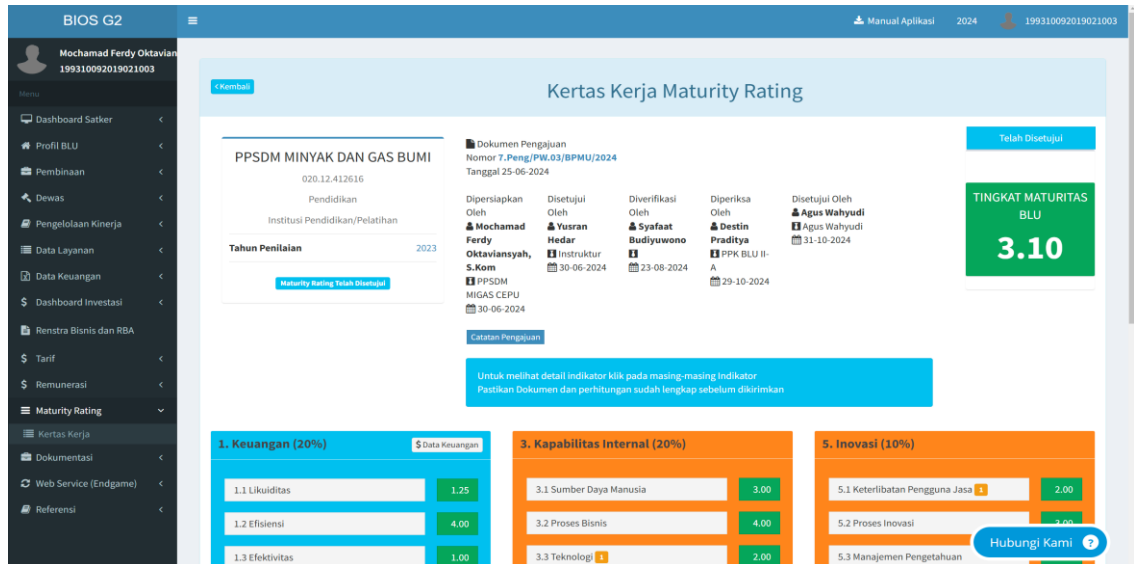 BIOS G2
Manual Aplikasi
2024
199310092019021003
Mochamad Ferdy Oktavian
199310092019021003
Menu
Dashboard Satker
Profil BLU
Pembinaan
Dewas
Pengelolaan Kinerja
Data Layanan
Data Keuangan
Dashboard Investasi
Renstra Bisnis dan RBA
Tarif
Remunerasi
Maturity Rating
Kertas Kerja
Dokumentasi
Web Service (Endgame)
Referensi
Kembali
Kertas Kerja Maturity Rating
PPSDM MINYAK DAN GAS BUMI
020.12.412616
Pendidikan
Institusi Pendidikan/Pelatihan
Tahun Penilaian 2023
Maturity Rating Telah Disetujui
Dokumen Pengajuan
Nomor 7.Peng/PW.03/BPMU/2024
Tanggal 25-06-2024
Dipersiapkan
Oleh
Mochamad
Ferdy
Oktaviansyah,
S.Kom
PPSDM
MIGAS CEPU
30-06-2024
Disetujui
Oleh
Yusran
Hedar
Instruktur
30-06-2024
Diverifikasi
Oleh
Syafaat
Budiyuwono
23-08-2024
Diperiksa
Oleh
Destin
Praditya
PPK BLU II-
A
29-10-2024
Disetujui Oleh
Agus Wahyudi
Agus Wahyudi
31-10-2024
Catatan Pengajuan
Telah Disetujui
TINGKAT MATURITAS
BLU
3.10
Untuk melihat detail indikator klik pada masing-masing Indikator
Pastikan Dokumen dan perhitungan sudah lengkap sebelum dikirimkan
1. Keuangan (20%)
$ Data Keuangan
1.1 Likuiditas 1.25
1.2 Efisiensi 4.00
1.3 Efektivitas 1.00
3. Kapabilitas Internal (20%)
3.1 Sumber Daya Manusia 3.00
3.2 Proses Bisnis 4.00
3.3 Teknologi 1 2.00
5. Inovasi (10%)
5.1 Keterlibatan Pengguna Jasa 1 2.00
5.2 Proses Inovasi
5.3 Manajemen Pengetahuan
Hubungi Kami ?